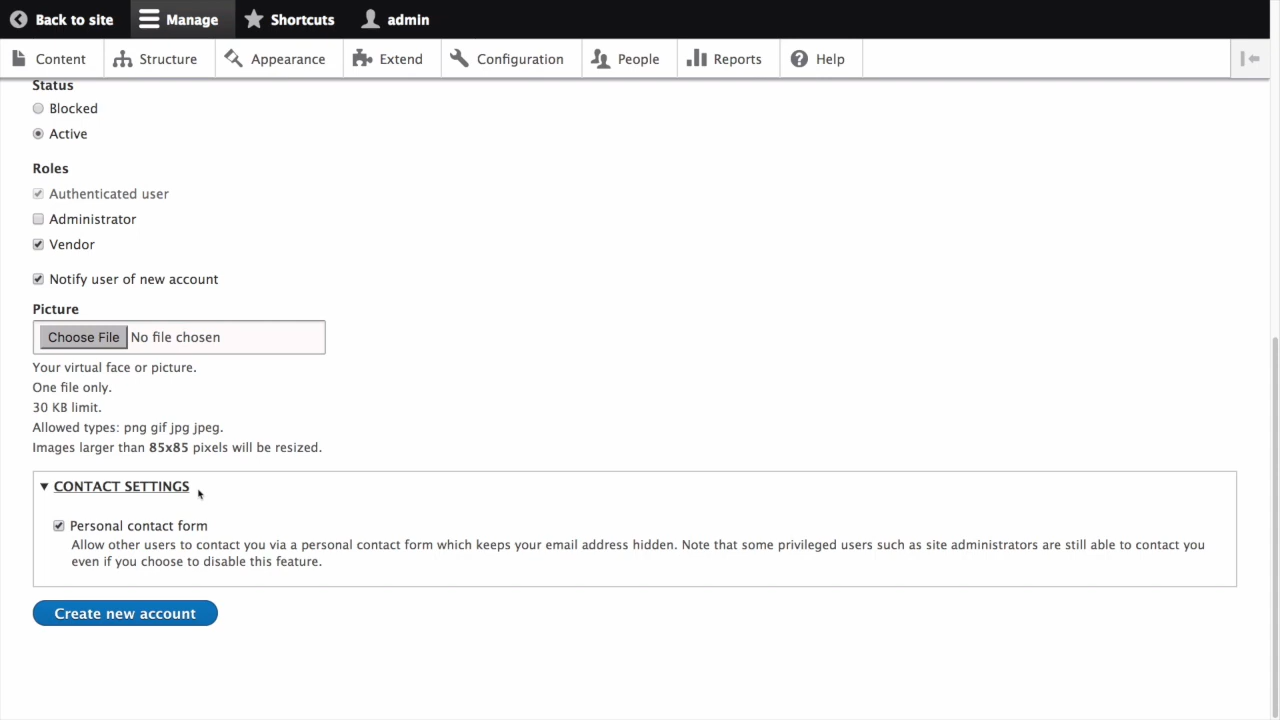 Back to site Manage Shortcuts admin
Content Structure Appearance Extend Configuration People Reports Help
Status
Blocked
Active
Roles
Authenticated user
Administrator
Vendor
Notify user of new account
Picture
Choose File No file chosen
Your virtual face or picture.
One file only.
30 KB limit.
Allowed types: png gif jpg jpeg.
Images larger than 85x85 pixels will be resized.
CONTACT SETTINGS
Personal contact form
Allow other users to contact you via a personal contact form which keeps your email address hidden. Note that some privileged users such as site administrators are still able to contact you
even if you choose to disable this feature.
Create new account